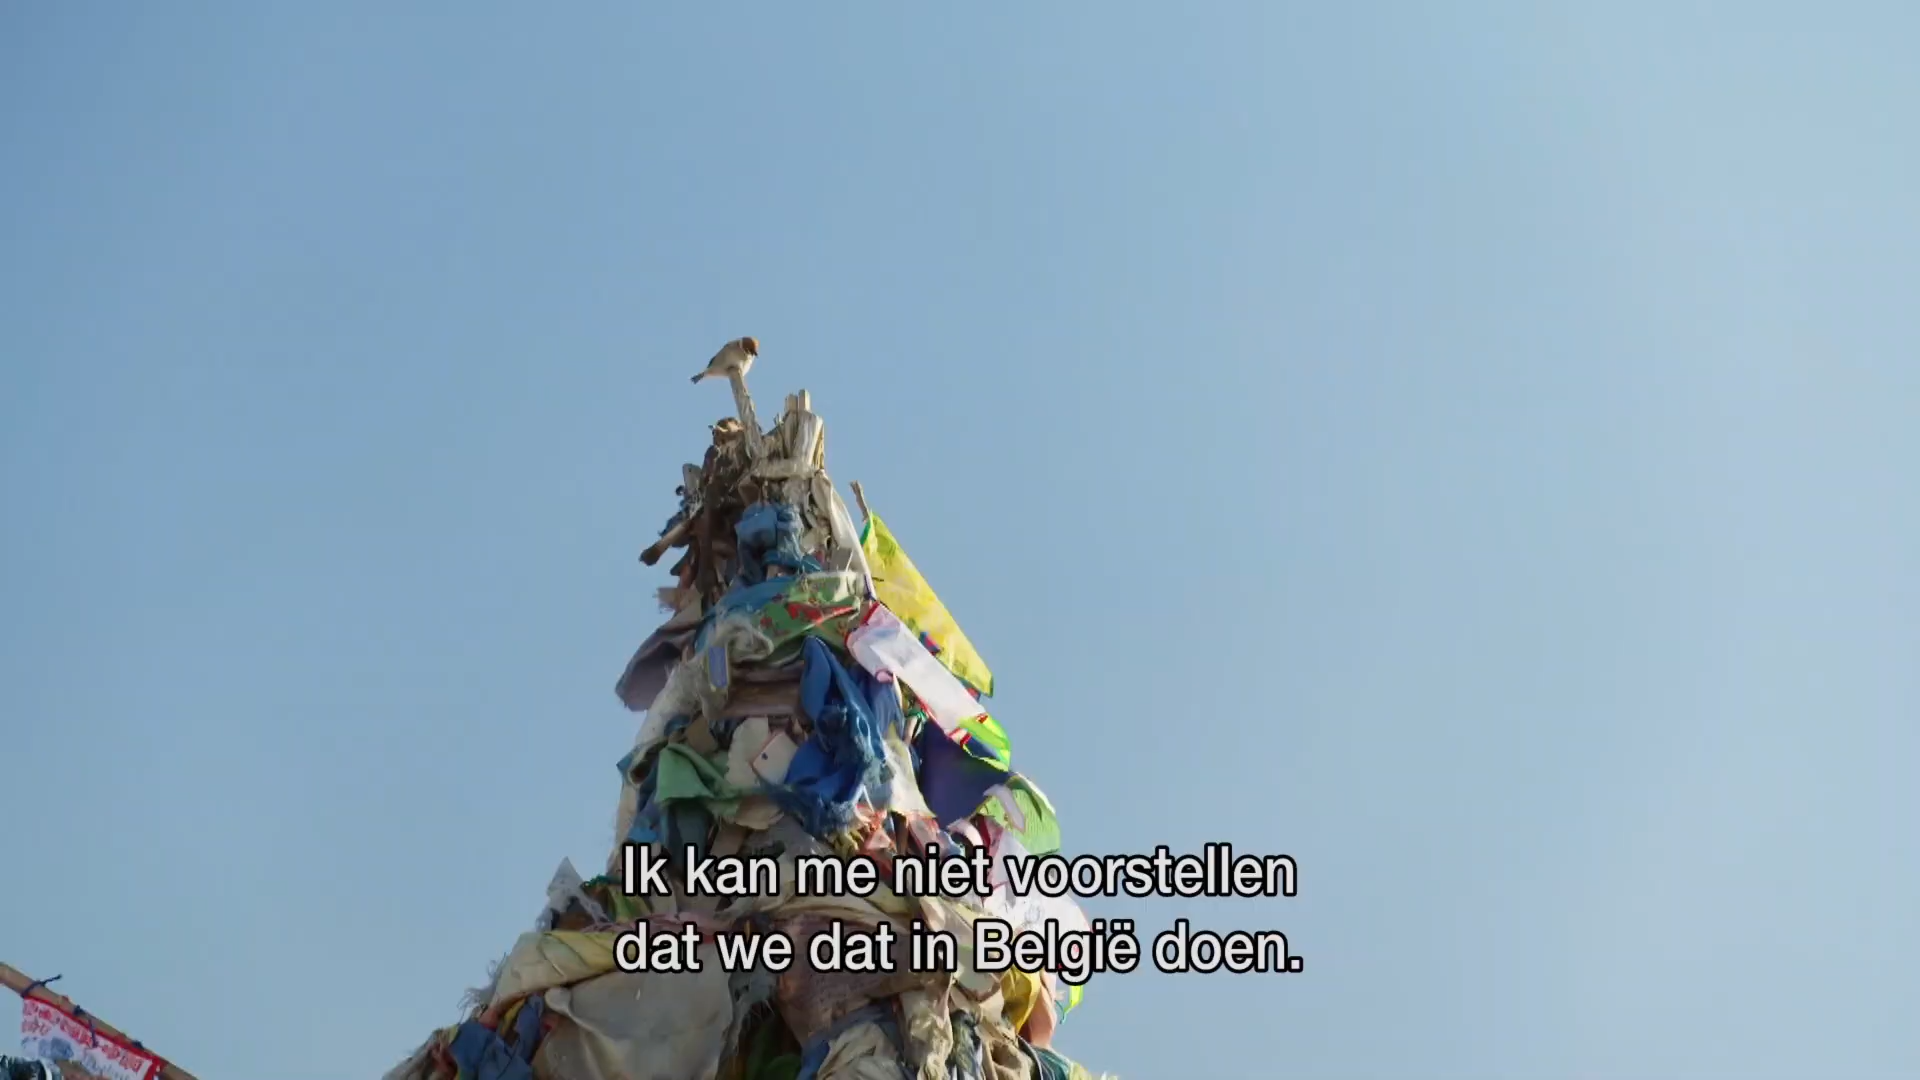 Ik kan me niet voorstellen
dat we dat in België doen.